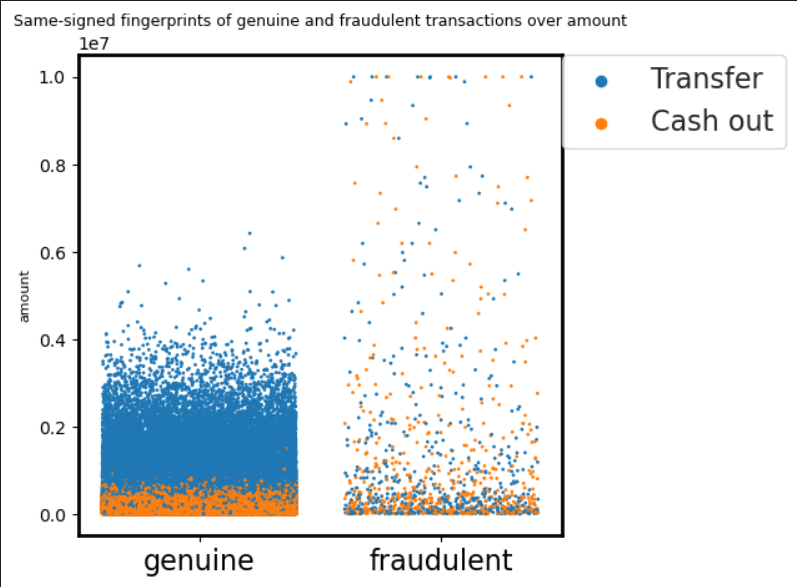 Same-signed fingerprints of genuine and fraudulent transactions over amount
1e7
1.0
0.8
0.6
0.4
0.2
0.0
amount
genuine fraudulent
Transfer
Cash out